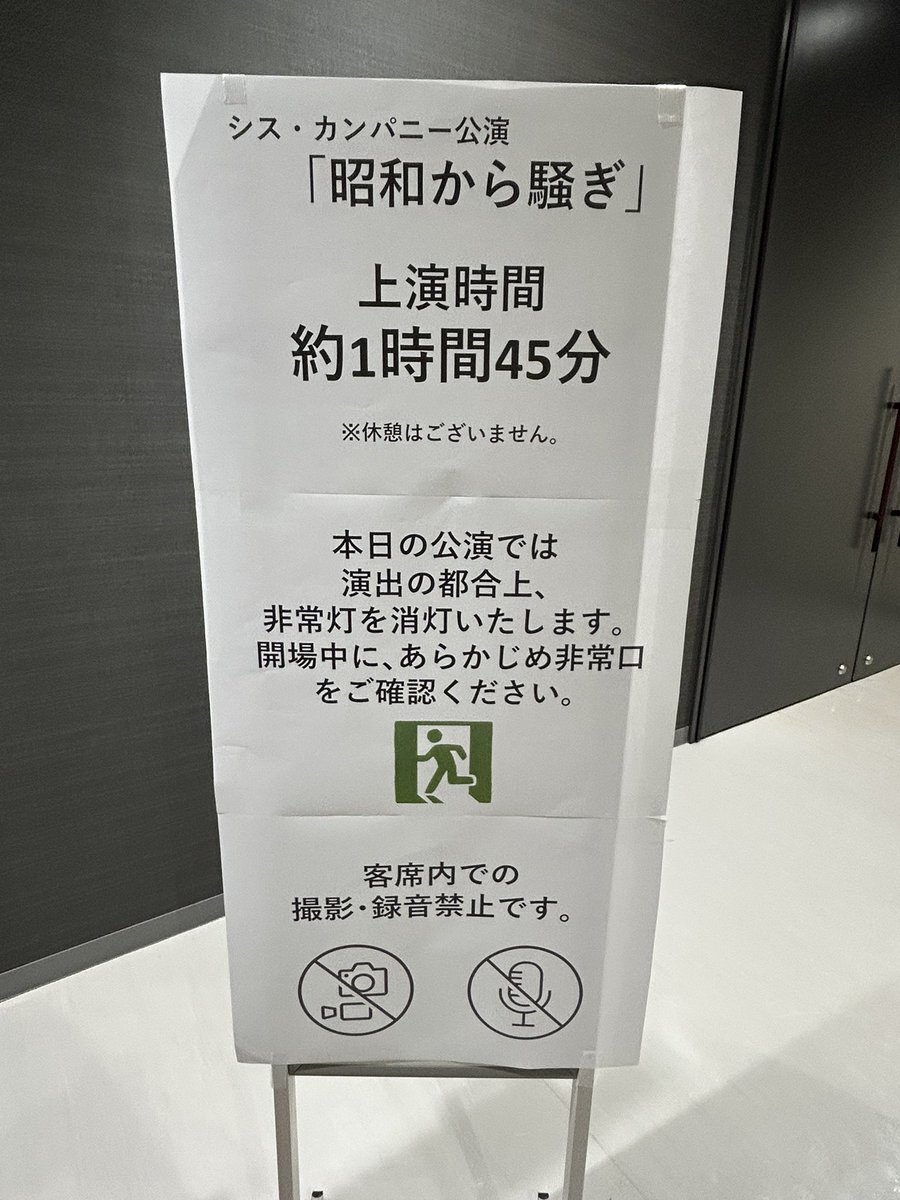 シス・カンパニー公演
「昭和から騒ぎ」
上演時間
約1時間45分
※休憩はございません。
本日の公演では
演出の都合上、
非常灯を消灯いたします。
開場中に、あらかじめ非常口
をご確認ください。
客席内での
撮影・録音禁止です。